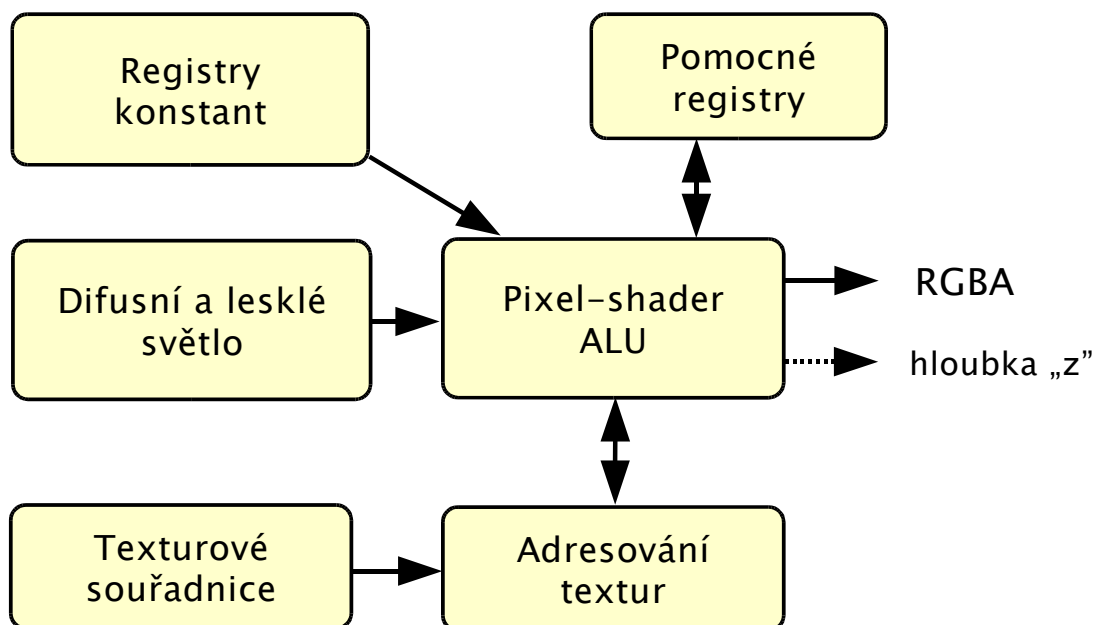 Registry
konstant
Pomocné
registry
Difusní a lesklé
světlo
Pixel-shader
ALU
RGBA
hloubka „z”
Texturové
souřadnice
Adresování
textur